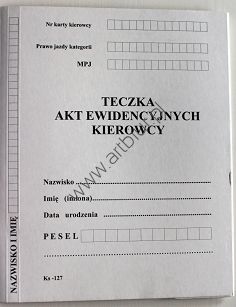 Nr karty kierowcy
Prawo jazdy kategorii
MPJ
TECZKA
AKT EWIDENCYJNYCH
KIEROWCY
www.artbiur.pl
Nazwisko
Imię (imiona)
Data urodzenia
PESEL
Ks -127
NAZWISKO I IMIĘ